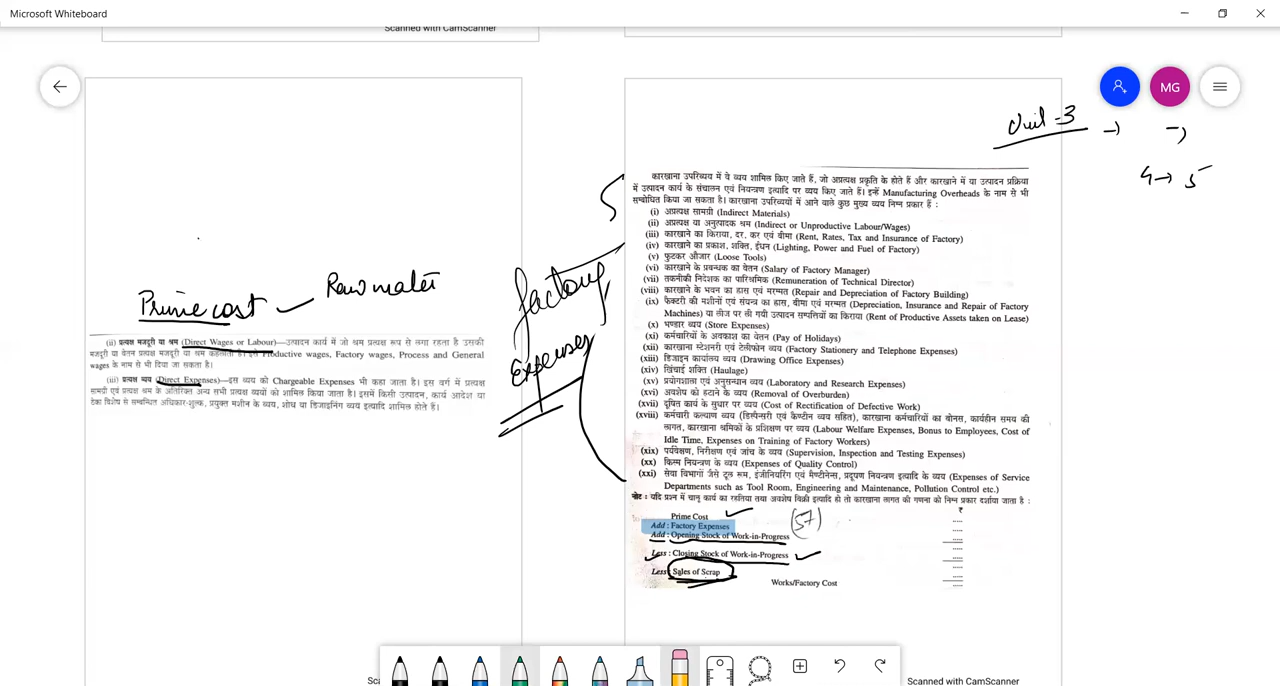 Microsoft Whiteboard
Scanned with CamScanner
MG
Unit-3
4 → 5
Prime cost
Raw mater
(ii) प्रत्यक्ष मजदूरी या श्रम (Direct Wages or Labour)—उत्पादन कार्य में जो श्रम प्रत्यक्ष रूप से लगा रहता है उसकी
मजदूरी या वेतन प्रत्यक्ष मजदूरी या श्रम कहलाता है। इसे Productive wages, Factory wages, Process and General
wages के नाम से भी दिया जा सकता है।
(iii) प्रत्यक्ष व्यय (Direct Expenses)—इस व्यय को Chargeable Expenses भी कहा जाता है। इस वर्ग में प्रत्यक्ष
सामग्री एवं प्रत्यक्ष श्रम के अतिरिक्त अन्य सभी प्रत्यक्ष व्ययों को शामिल किया जाता है। इसमें किसी उत्पादन, कार्य आदेश या
ठेका विशेष से सम्बन्धित अधिकार-शुल्क, प्रयुक्त मशीन के व्यय, शोध या डिजाइनिंग व्यय इत्यादि शामिल होते हैं।
factory
expenses
कारखाना उपरिव्यय में ये व्यय शामिल किए जाते हैं, जो अप्रत्यक्ष प्रकृति के होते हैं और कारखाने में या उत्पादन प्रक्रिया
में उत्पादन कार्य के संचालन एवं नियन्त्रण इत्यादि पर व्यय किए जाते हैं। इन्हें Manufacturing Overheads के नाम से भी
सम्बोधित किया जा सकता है। कारखाना उपरिव्ययों में आने वाले कुछ मुख्य व्यय निम्न प्रकार हैं :
(i) अप्रत्यक्ष सामग्री (Indirect Materials)
(ii) अप्रत्यक्ष या अनुत्पादक श्रम (Indirect or Unproductive Labour/Wages)
(iii) कारखाने का किराया, दर, कर एवं बीमा (Rent, Rates, Tax and Insurance of Factory)
(iv) कारखाने का प्रकाश, शक्ति, ईंधन (Lighting, Power and Fuel of Factory)
(v) फुटकर औजार (Loose Tools)
(vi) कारखाने के प्रबन्धक का वेतन (Salary of Factory Manager)
(vii) तकनीकी निदेशक का पारिश्रमिक (Remuneration of Technical Director)
(viii) कारखाने के भवन का ह्रास एवं मरम्मत (Repair and Depreciation of Factory Building)
(ix) फैक्टरी की मशीनों एवं संयन्त्र का ह्रास, बीमा एवं मरम्मत (Depreciation, Insurance and Repair of Factory
Machines) या लीज पर ली गयी उत्पादन सम्पत्तियों का किराया (Rent of Productive Assets taken on Lease)
(x) भण्डार व्यय (Store Expenses)
(xi) कर्मचारियों के अवकाश का वेतन (Pay of Holidays)
(xii) कारखाना स्टेशनरी एवं टेलीफोन व्यय (Factory Stationery and Telephone Expenses)
(xiii) डिजाइन कार्यालय व्यय (Drawing Office Expenses)
(xiv) खिंचाई शक्ति (Haulage)
(xv) प्रयोगशाला एवं अनुसन्धान व्यय (Laboratory and Research Expenses)
(xvi) अवशेष को हटाने के व्यय (Removal of Overburden)
(xvii) दूषित कार्य के सुधार पर व्यय (Cost of Rectification of Defective Work)
(xviii) कर्मचारी कल्याण व्यय (डिस्पैन्सरी एवं कैण्टीन व्यय सहित), कारखाना कर्मचारियों का बोनस, कार्यहीन समय की
लागत, कारखाना श्रमिकों के प्रशिक्षण पर व्यय (Labour Welfare Expenses, Bonus to Employees, Cost of
Idle Time, Expenses on Training of Factory Workers)
(xix) पर्यवेक्षण, निरीक्षण एवं जांच के व्यय (Supervision, Inspection and Testing Expenses)
(xx) किस्म नियन्त्रण के व्यय (Expenses of Quality Control)
(xxi) सेवा विभागों जैसे टूल रूम, इंजीनियरिंग एवं मैण्टीनेन्स, प्रदूषण नियन्त्रण इत्यादि के व्यय (Expenses of Service
Departments such as Tool Room, Engineering and Maintenance, Pollution Control etc.)
नोट : यदि प्रश्न में चालू कार्य का रहतिया तथा अवशेष बिक्री इत्यादि हो तो कारखाना लागत की गणना को निम्न प्रकार दर्शाया जाता है :
₹
Prime Cost .....
Add : Factory Expenses .....
(57)
Add : Opening Stock of Work-in-Progress .....
.....
Less : Closing Stock of Work-in-Progress .....
.....
Less : Sales of Scrap .....
Works/Factory Cost .....
Sca
Scanned with CamScanner